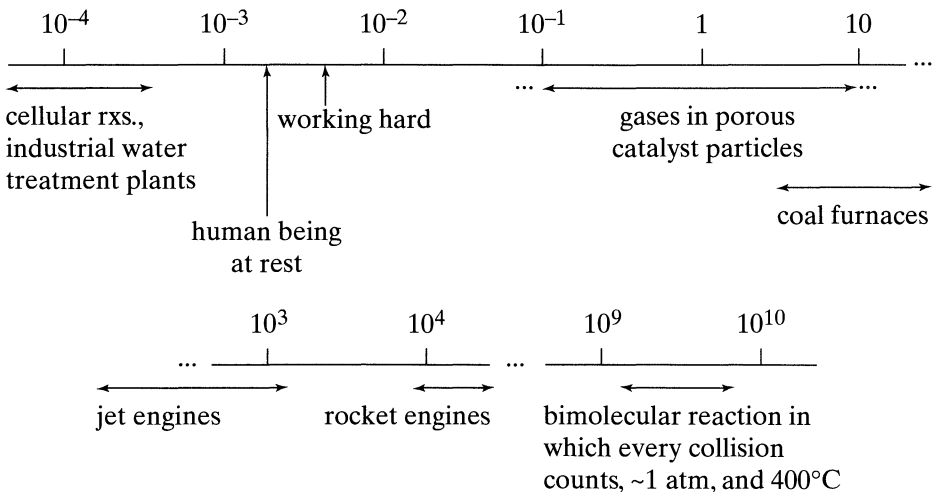 10⁻⁴ 10⁻³ 10⁻² 10⁻¹ 1 10
...
... ...
cellular rxs.,
industrial water
treatment plants
working hard
gases in porous
catalyst particles
coal furnaces
human being
at rest
10³ 10⁴ 10⁹ 10¹⁰
... ...
jet engines
rocket engines
bimolecular reaction in
which every collision
counts, ~1 atm, and 400°C